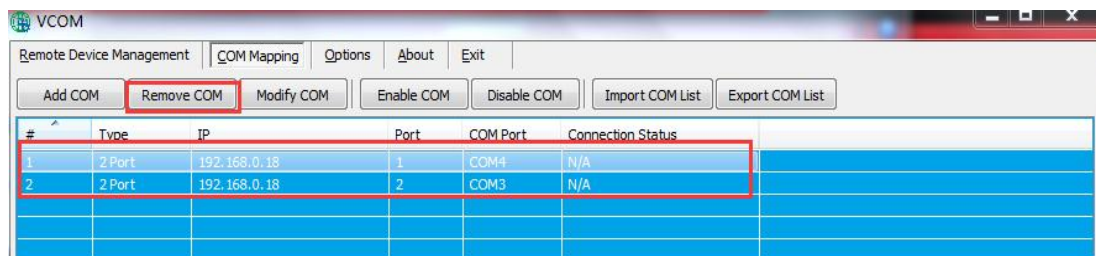 VCOM
Remote Device Management COM Mapping Options About Exit
Add COM Remove COM Modify COM Enable COM Disable COM Import COM List Export COM List
# Type IP Port COM Port Connection Status
1 2 Port 192.168.0.18 1 COM4 N/A
2 2 Port 192.168.0.18 2 COM3 N/A